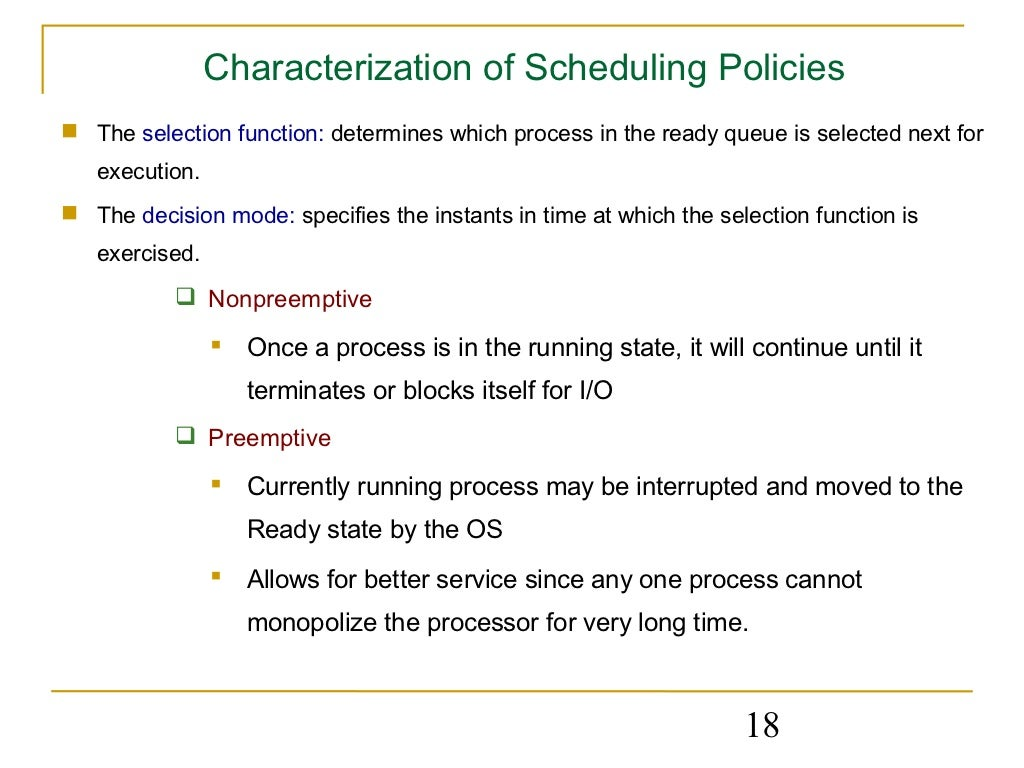 Characterization of Scheduling Policies
The selection function: determines which process in the ready queue is selected next for
execution.
The decision mode: specifies the instants in time at which the selection function is
exercised.
Nonpreemptive
Once a process is in the running state, it will continue until it
terminates or blocks itself for I/O
Preemptive
Currently running process may be interrupted and moved to the
Ready state by the OS
Allows for better service since any one process cannot
monopolize the processor for very long time.
18